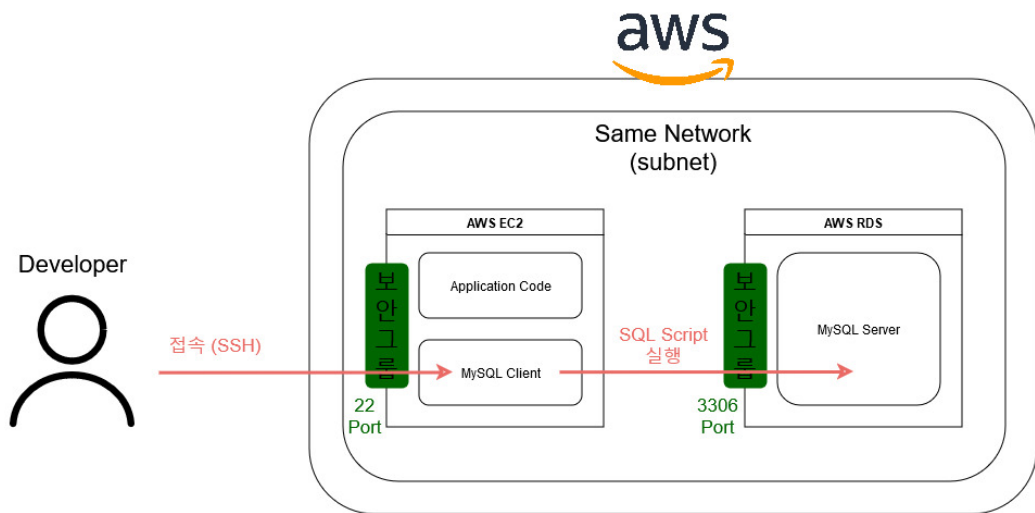 aws
Same Network
(subnet)
AWS EC2
AWS RDS
Developer
보안그룹
Application Code
보안그룹
MySQL Server
접속 (SSH)
SQL Script
실행
MySQL Client
22
Port
3306
Port